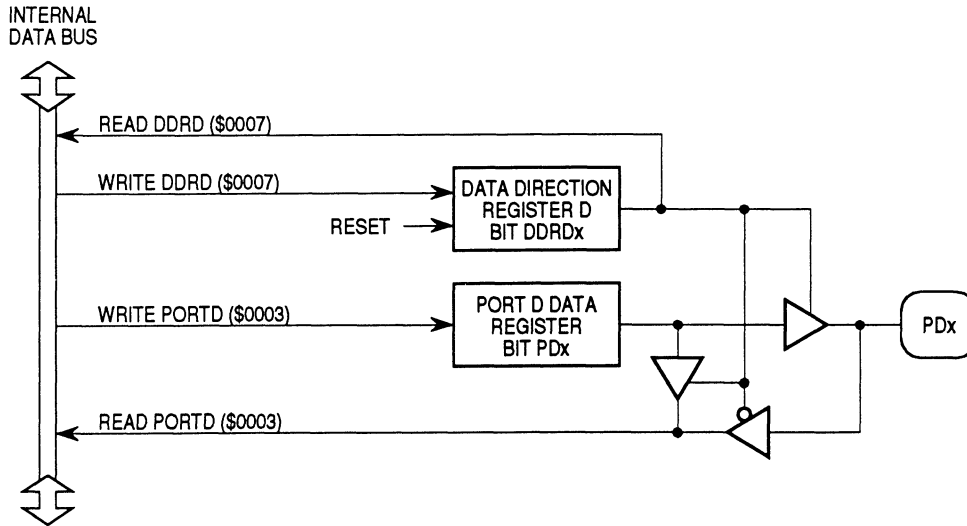 INTERNAL
DATA BUS
READ DDRD ($0007)
WRITE DDRD ($0007)
RESET
DATA DIRECTION
REGISTER D
BIT DDRDx
WRITE PORTD ($0003)
PORT D DATA
REGISTER
BIT PDx
PDx
READ PORTD ($0003)